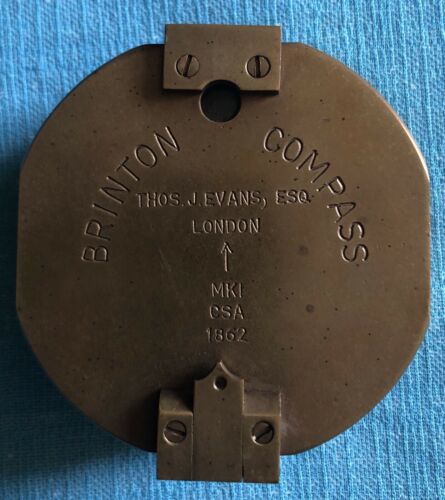 BRINTON COMPASS
THOS. J. EVANS, ESQ
LONDON
MKI
CSA
1862